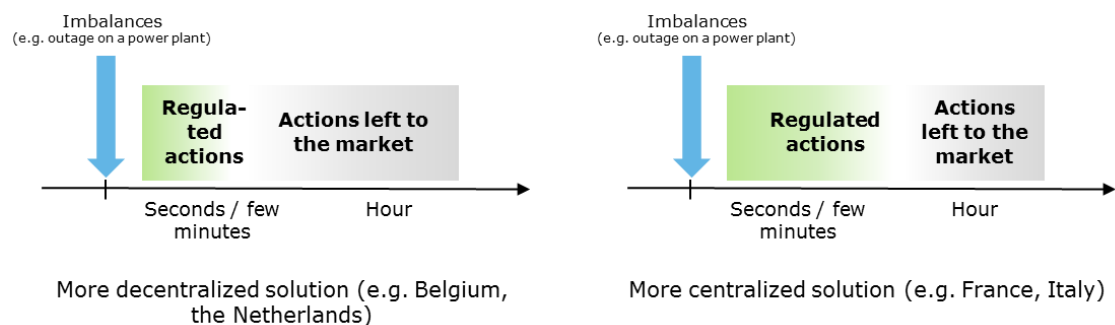 Imbalances
(e.g. outage on a power plant)
Regula-
ted
actions
Actions left to
the market
Seconds / few
minutes
Hour
More decentralized solution (e.g. Belgium,
the Netherlands)
Imbalances
(e.g. outage on a power plant)
Regulated
actions
Actions
left to the
market
Seconds / few
minutes
Hour
More centralized solution (e.g. France, Italy)